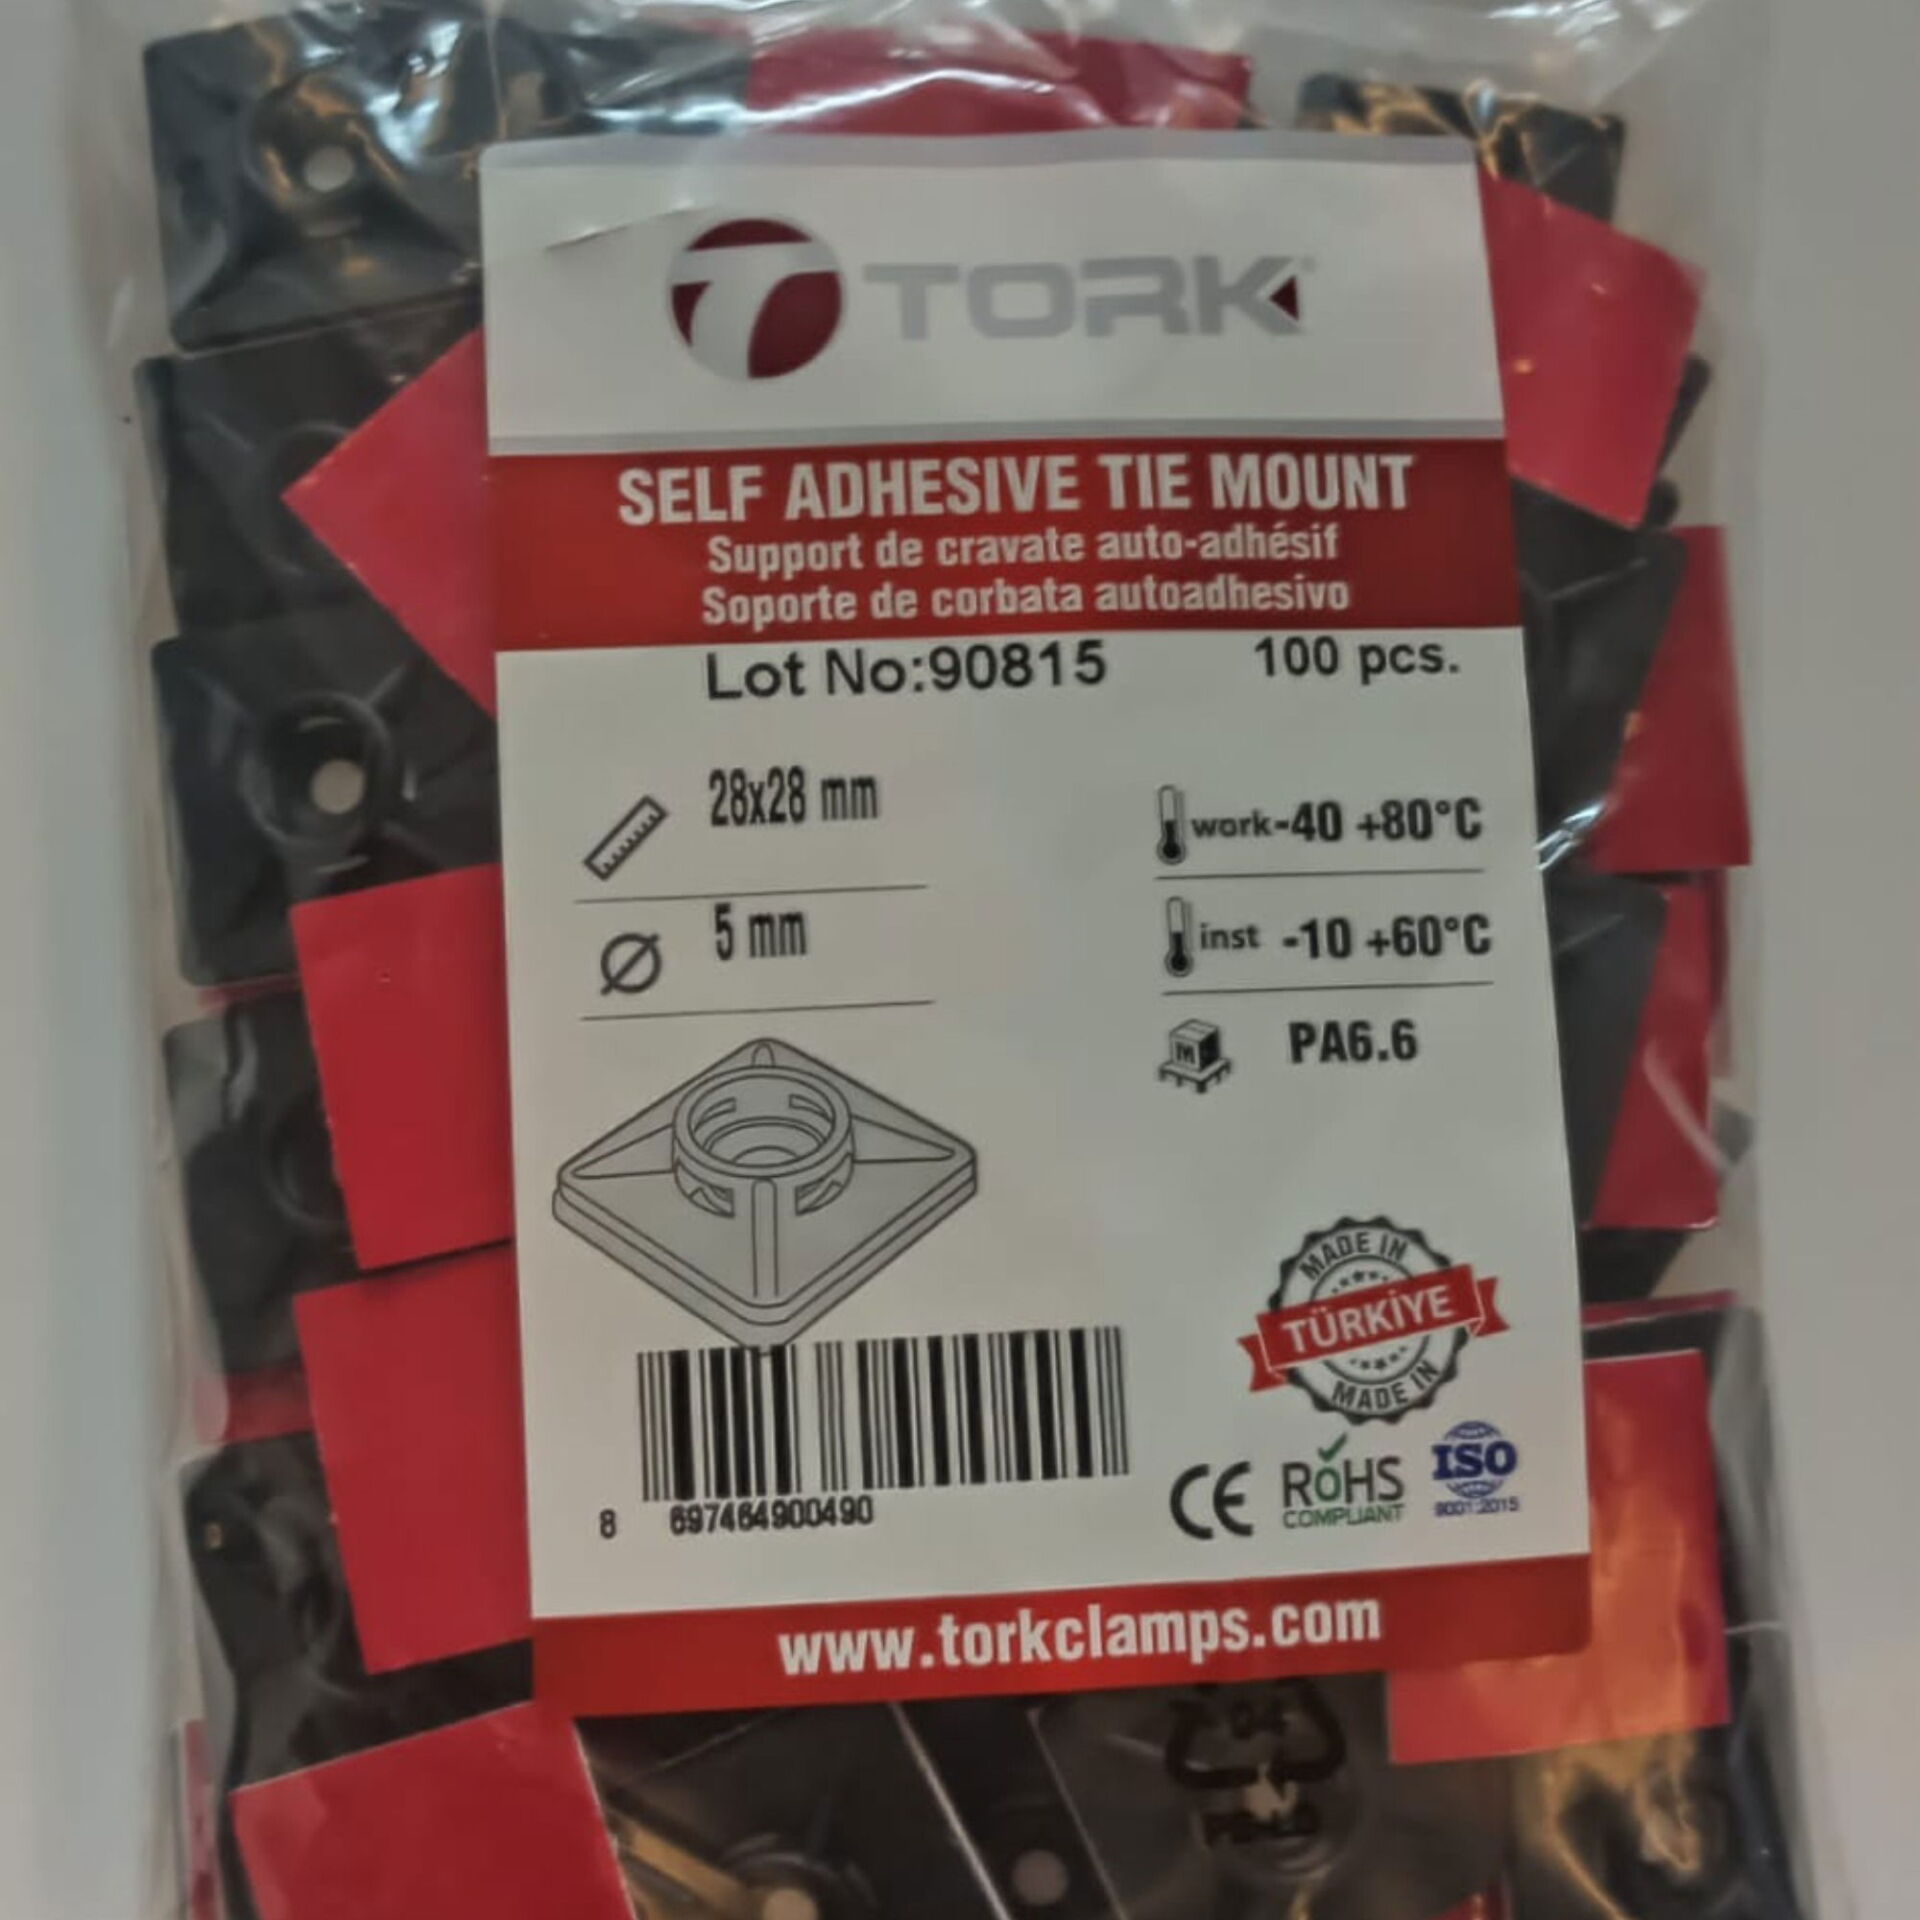 TORK
SELF ADHESIVE TIE MOUNT
Support de cravate auto-adhésif
Soporte de corbata autoadhesivo
Lot No:90815 100 pcs.
28x28 mm
work-40 +80°C
5 mm
inst -10 +60°C
M
PA6.6
MADE IN
TÜRKİYE
MADE IN
8 697464900490
CE
ROHS
COMPLIANT
ISO
9001:2015
www.torkclamps.com
04